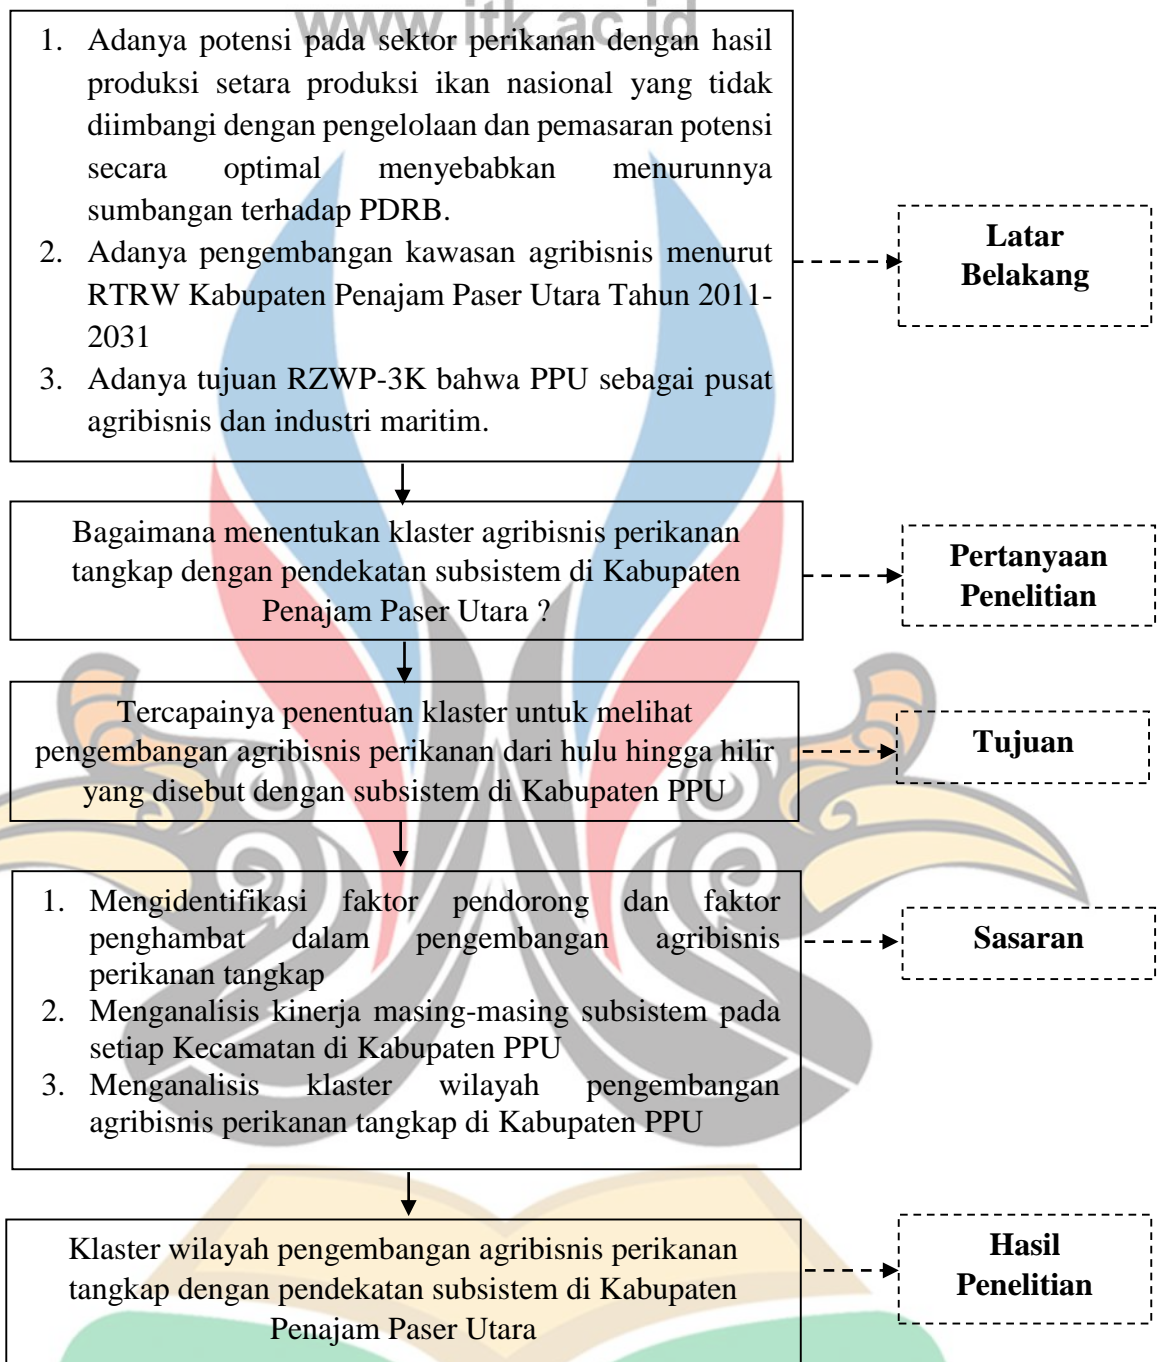 www.itk.ac.id
1. Adanya potensi pada sektor perikanan dengan hasil
produksi setara produksi ikan nasional yang tidak
diimbangi dengan pengelolaan dan pemasaran potensi
secara optimal menyebabkan menurunnya
sumbangan terhadap PDRB.
2. Adanya pengembangan kawasan agribisnis menurut
RTRW Kabupaten Penajam Paser Utara Tahun 2011-
2031
3. Adanya tujuan RZWP-3K bahwa PPU sebagai pusat
agribisnis dan industri maritim.
Latar
Belakang
Bagaimana menentukan klaster agribisnis perikanan
tangkap dengan pendekatan subsistem di Kabupaten
Penajam Paser Utara ?
Pertanyaan
Penelitian
Tercapainya penentuan klaster untuk melihat
pengembangan agribisnis perikanan dari hulu hingga hilir
yang disebut dengan subsistem di Kabupaten PPU
Tujuan
1. Mengidentifikasi faktor pendorong dan faktor
penghambat dalam pengembangan agribisnis
perikanan tangkap
2. Menganalisis kinerja masing-masing subsistem pada
setiap Kecamatan di Kabupaten PPU
3. Menganalisis klaster wilayah pengembangan
agribisnis perikanan tangkap di Kabupaten PPU
Sasaran
Klaster wilayah pengembangan agribisnis perikanan
tangkap dengan pendekatan subsistem di Kabupaten
Penajam Paser Utara
Hasil
Penelitian